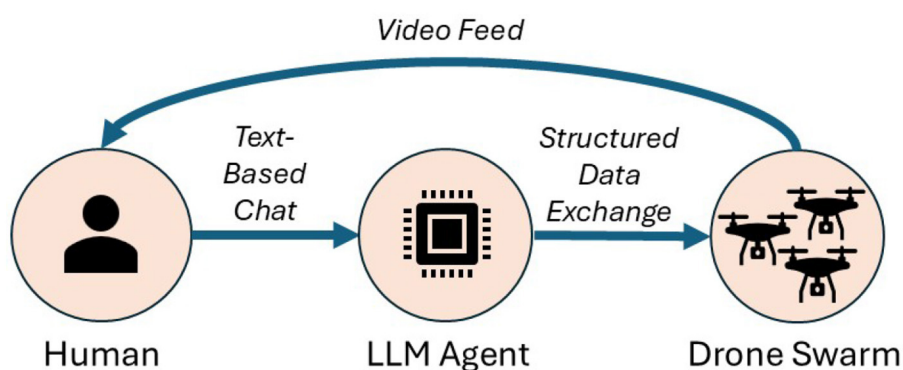 Video Feed
Text-
Based
Chat
Structured
Data
Exchange
Human
LLM Agent
Drone Swarm